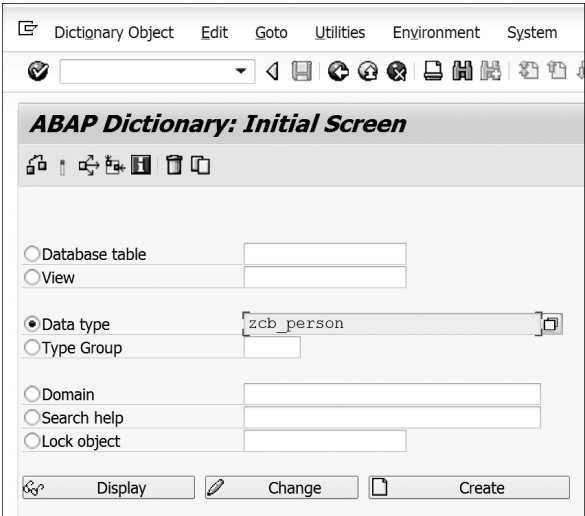 Dictionary Object Edit Goto Utilities Environment System
ABAP Dictionary: Initial Screen
Database table
View
Data type zcb_person
Type Group
Domain
Search help
Lock object
Display Change Create